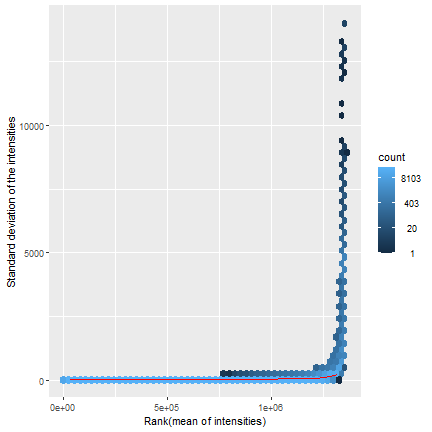 Standard deviation of the intensities
10000
5000
0
0e+00 5e+05 1e+06
Rank(mean of intensities)
count
8103
403
20
1